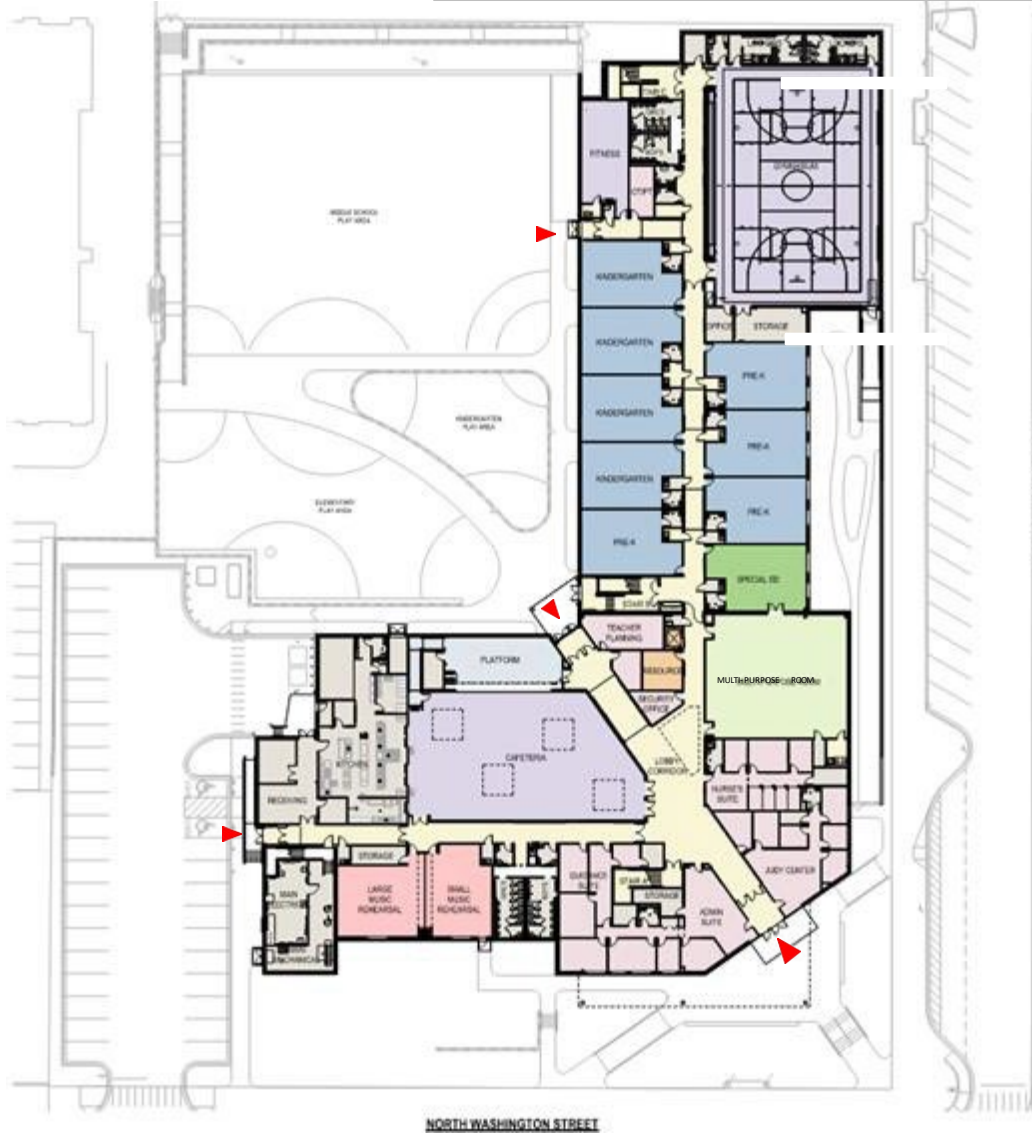 FITNESS
GYMNASIUM
MIDDLE SCHOOL
PLAY AREA
KINDERGARTEN
OFFICE
STORAGE
KINDERGARTEN
PRE-K
KINDERGARTEN
KINDERGARTEN
PLAY AREA
PRE-K
KINDERGARTEN
ELEMENTARY
PLAY AREA
PRE-K
PRE-K
SPECIAL ED
STAIR B
TEACHER
PLANNING
PLATFORM
RESOURCE
MULTI-PURPOSE ROOM
SECURITY
OFFICE
CAFETERIA
LOBBY
CORRIDOR
KITCHEN
NURSE'S
SUITE
RECEIVING
STORAGE
JUDY CENTER
GUIDANCE
SUITE
STAIR A
STORAGE
MAIN
ELECTRIC
LARGE
MUSIC
REHEARSAL
SMALL
MUSIC
REHEARSAL
ADMIN
SUITE
MECHANICAL
NORTH WASHINGTON STREET